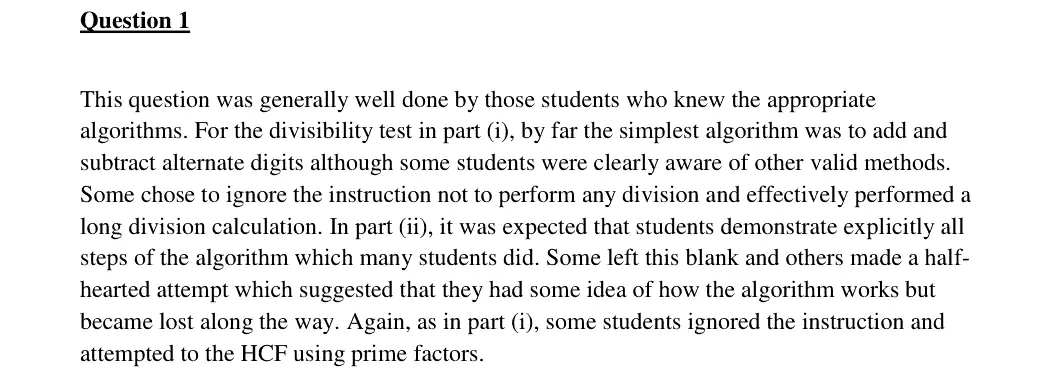 Question 1
This question was generally well done by those students who knew the appropriate
algorithms. For the divisibility test in part (i), by far the simplest algorithm was to add and
subtract alternate digits although some students were clearly aware of other valid methods.
Some chose to ignore the instruction not to perform any division and effectively performed a
long division calculation. In part (ii), it was expected that students demonstrate explicitly all
steps of the algorithm which many students did. Some left this blank and others made a half-
hearted attempt which suggested that they had some idea of how the algorithm works but
became lost along the way. Again, as in part (i), some students ignored the instruction and
attempted to the HCF using prime factors.